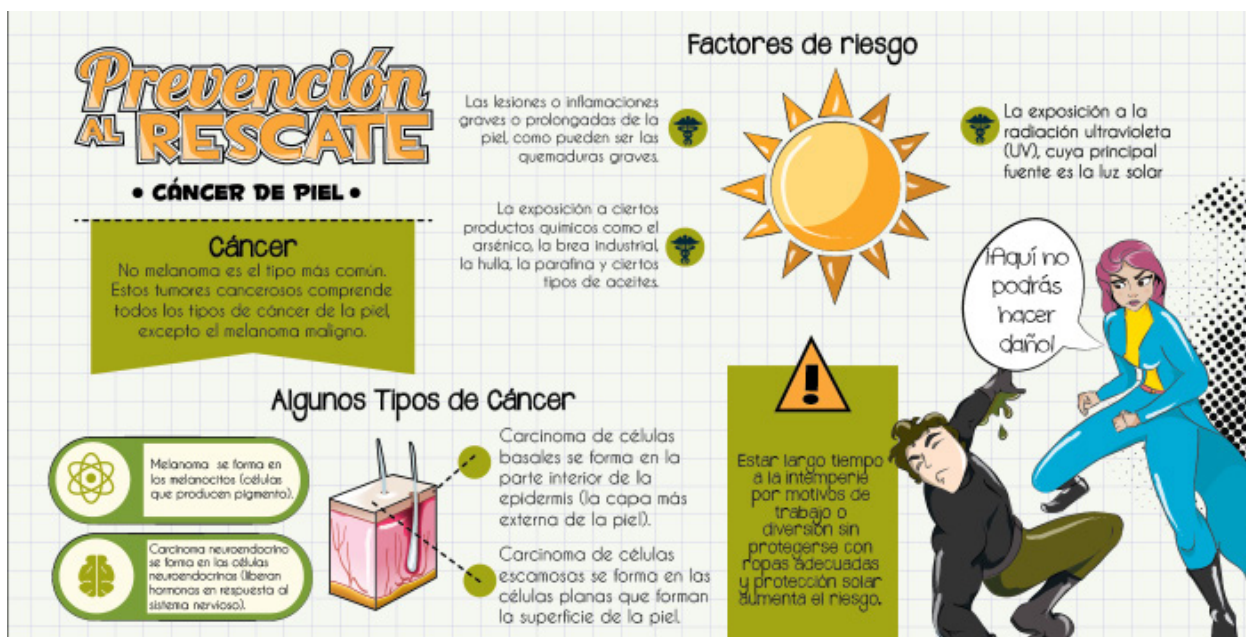 Prevención
AL RESCATE
• CÁNCER DE PIEL •
Cáncer
No melanoma es el tipo más común.
Estos tumores cancerosos comprende
todos los tipos de cáncer de la piel,
excepto el melanoma maligno.
Factores de riesgo
Las lesiones o inflamaciones
graves o prolongadas de la
piel, como pueden ser las
quemaduras graves.
La exposición a ciertos
productos químicos como el
arsénico, la brea industrial,
la hulla, la parafina y ciertos
tipos de aceites.
La exposición a la
radiación ultravioleta
(UV), cuya principal
fuente es la luz solar
¡Aquí no
podrás
hacer
daño!
Algunos Tipos de Cáncer
Melanoma se forma en
los melanocitos (células
que producen pigmento).
Carcinoma neuroendocrino
se forma en las células
neuroendocrinas (liberan
hormonas en respuesta al
sistema nervioso).
Carcinoma de células
basales se forma en la
parte interior de la
epidermis (la capa más
externa de la piel).
Carcinoma de células
escamosas se forma en las
células planas que forman
la superficie de la piel.
!
Estar largo tiempo
a la intemperie
por motivos de
trabajo o
diversión sin
protegerse con
ropas adecuadas
y protección solar
aumenta el riesgo.